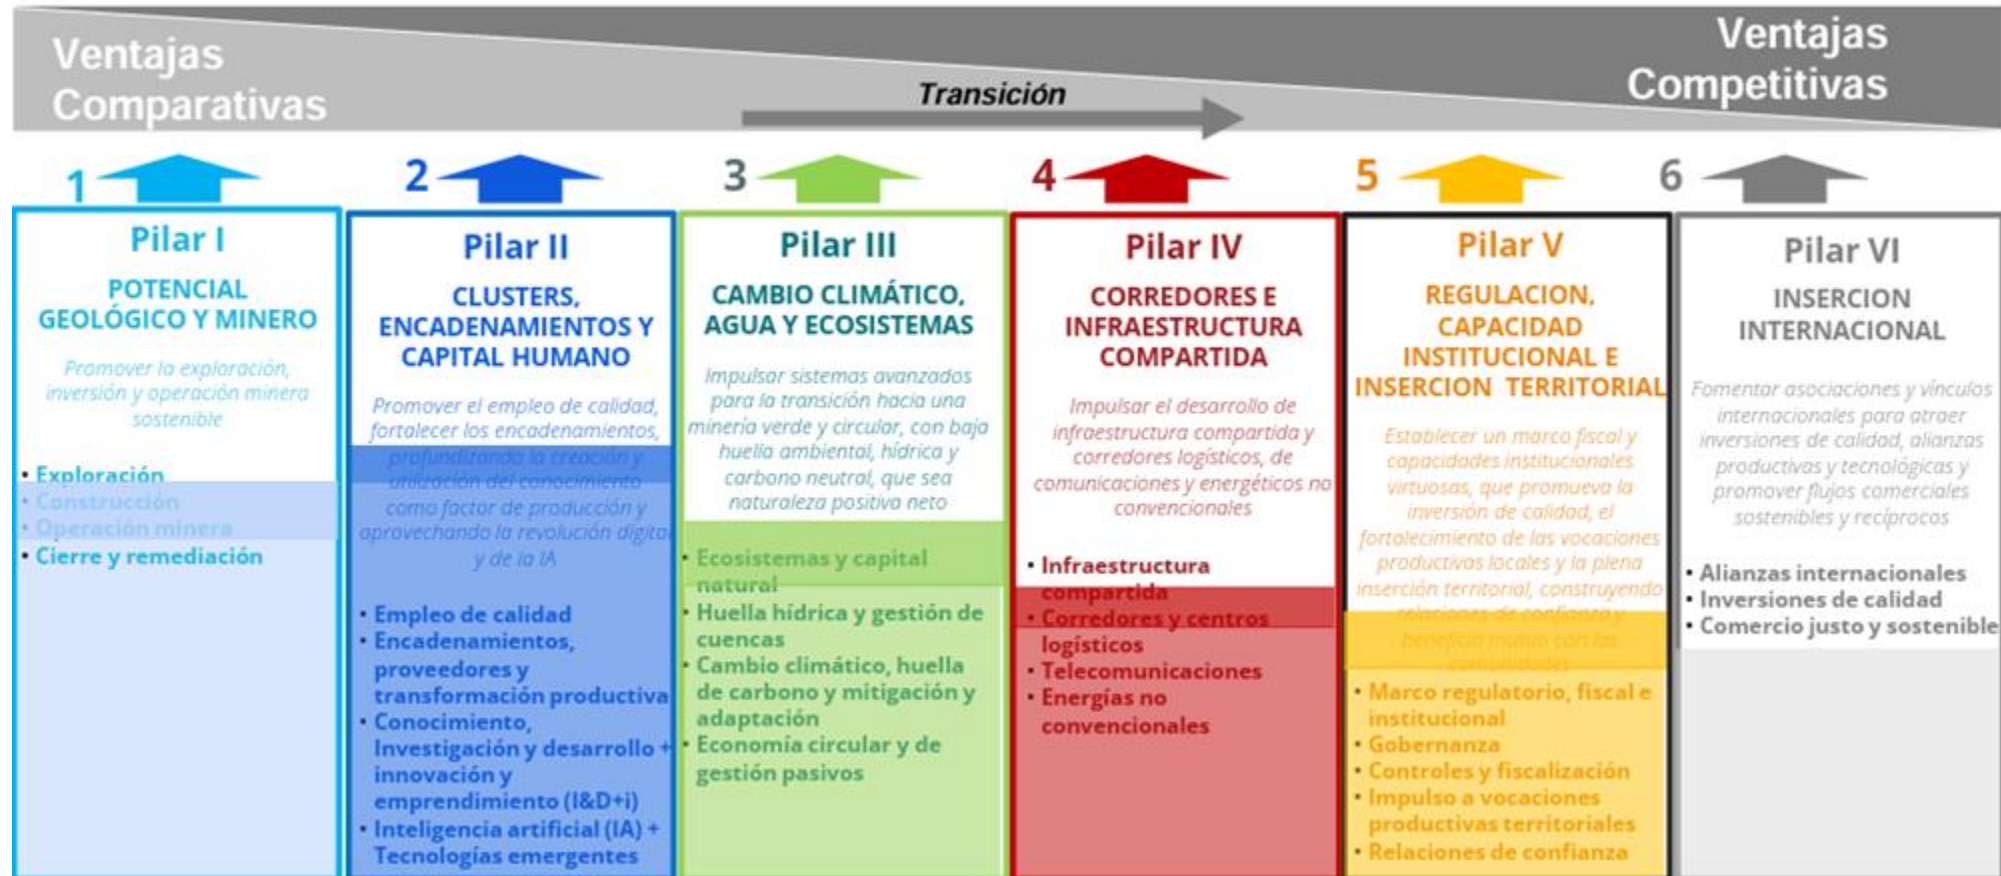 Ventajas
Comparativas
Transición
Ventajas
Competitivas
1
2
3
4
5
6
Pilar I
POTENCIAL
GEOLÓGICO Y MINERO
Promover la exploración,
inversión y operación minera
sostenible
• Exploración
• Construcción
• Operación minera
• Cierre y remediación
Pilar II
CLUSTERS,
ENCADENAMIENTOS Y
CAPITAL HUMANO
Promover el empleo de calidad,
fortalecer los encadenamientos,
profundizando la creación y
utilización del conocimiento
como factor de producción y
aprovechando la revolución digital
y de la IA
• Empleo de calidad
• Encadenamientos,
proveedores y
transformación productiva
• Conocimiento,
Investigación y desarrollo +
innovación y
emprendimiento (I&D+i)
• Inteligencia artificial (IA) +
Tecnologías emergentes
Pilar III
CAMBIO CLIMÁTICO,
AGUA Y ECOSISTEMAS
Impulsar sistemas avanzados
para la transición hacia una
minería verde y circular, con baja
huella ambiental, hídrica y
carbono neutral, que sea
naturaleza positiva neto
• Ecosistemas y capital
natural
• Huella hídrica y gestión de
cuencas
• Cambio climático, huella
de carbono y mitigación y
adaptación
• Economía circular y de
gestión pasivos
Pilar IV
CORREDORES E
INFRAESTRUCTURA
COMPARTIDA
Impulsar el desarrollo de
infraestructura compartida y
corredores logísticos, de
comunicaciones y energéticos no
convencionales
• Infraestructura
compartida
• Corredores y centros
logísticos
• Telecomunicaciones
• Energías no
convencionales
Pilar V
REGULACION,
CAPACIDAD
INSTITUCIONAL E
INSERCION TERRITORIAL
Establecer un marco fiscal y
capacidades institucionales
virtuosas, que promueva la
inversión de calidad, el
fortalecimiento de las vocaciones
productivas locales y la plena
inserción territorial, construyendo
relaciones de confianza y
beneficio mutuo con las
comunidades
• Marco regulatorio, fiscal e
institucional
• Gobernanza
• Controles y fiscalización
• Impulso a vocaciones
productivas territoriales
• Relaciones de confianza
Pilar VI
INSERCION
INTERNACIONAL
Fomentar asociaciones y vínculos
internacionales para atraer
inversiones de calidad, alianzas
productivas y tecnológicas y
promover flujos comerciales
sostenibles y recíprocos
• Alianzas internacionales
• Inversiones de calidad
• Comercio justo y sostenible